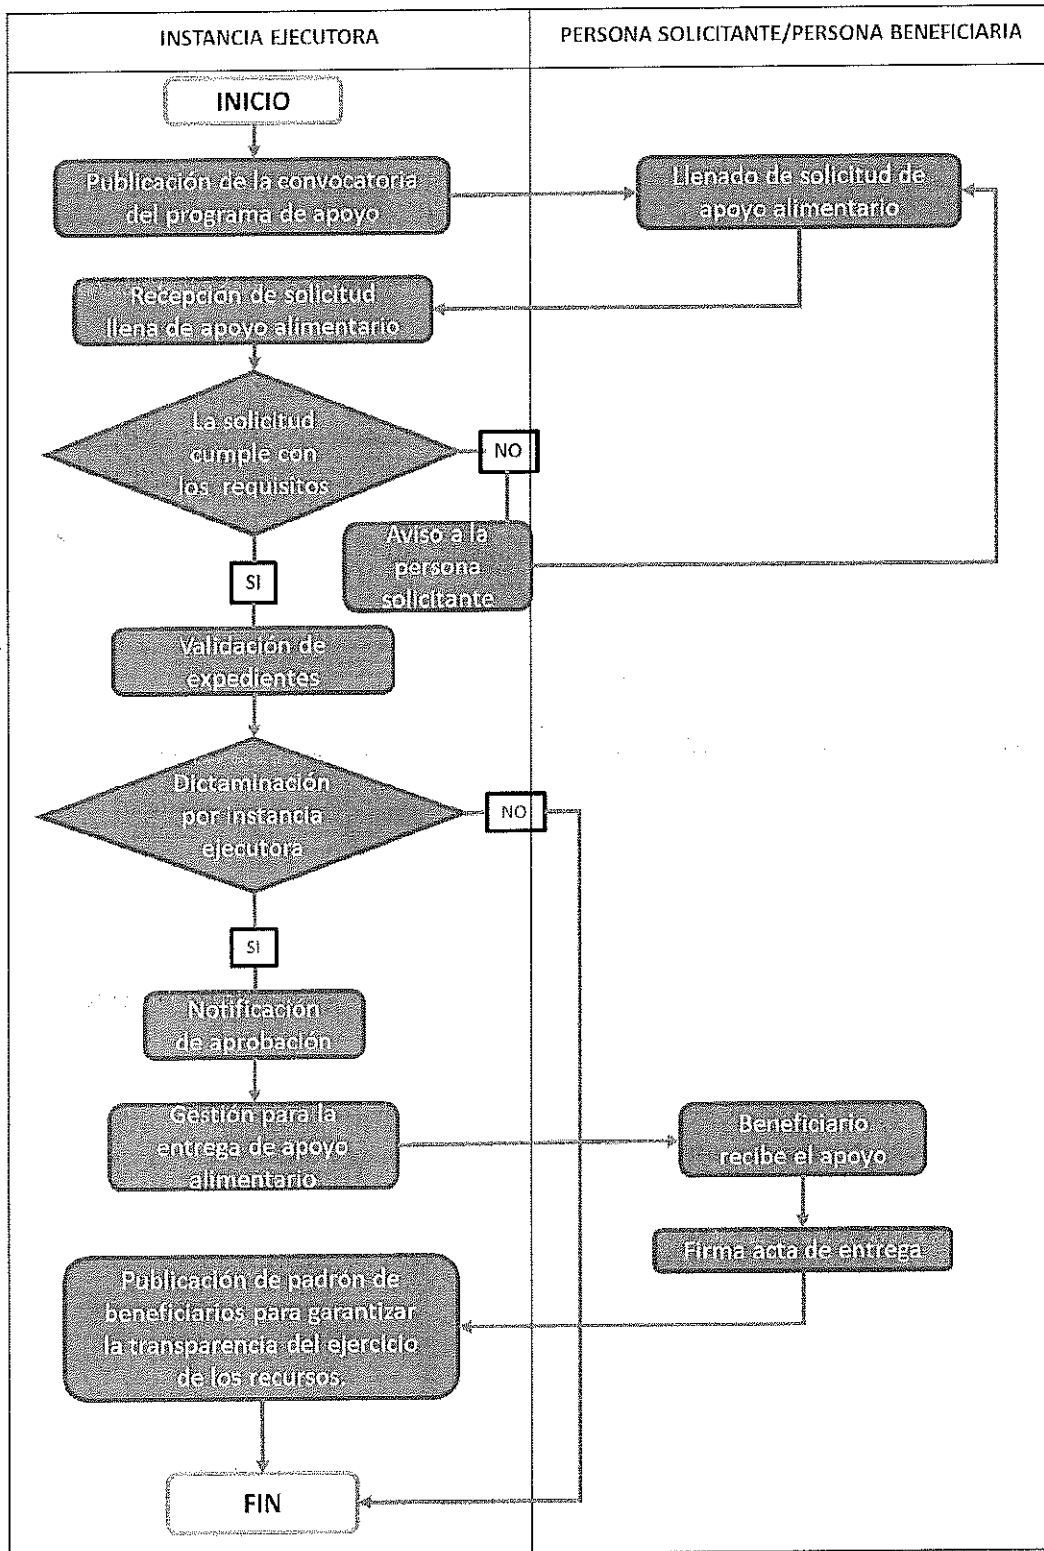 INSTANCIA EJECUTORA
PERSONA SOLICITANTE/PERSONA BENEFICIARIA
INICIO
Publicación de la convocatoria
del programa de apoyo
Llenado de solicitud de
apoyo alimentario
Recepción de solicitud
llena de apoyo alimentario
La solicitud
cumple con
los requisitos
NO
Aviso a la
persona
solicitante
SI
Validación de
expedientes
Dictaminación
por instancia
ejecutora
NO
SI
Notificación
de aprobación
Gestión para la
entrega de apoyo
alimentario
Beneficiario
recibe el apoyo
Firma acta de entrega
Publicación de padrón de
beneficiarios para garantizar
la transparencia del ejercicio
de los recursos.
FIN